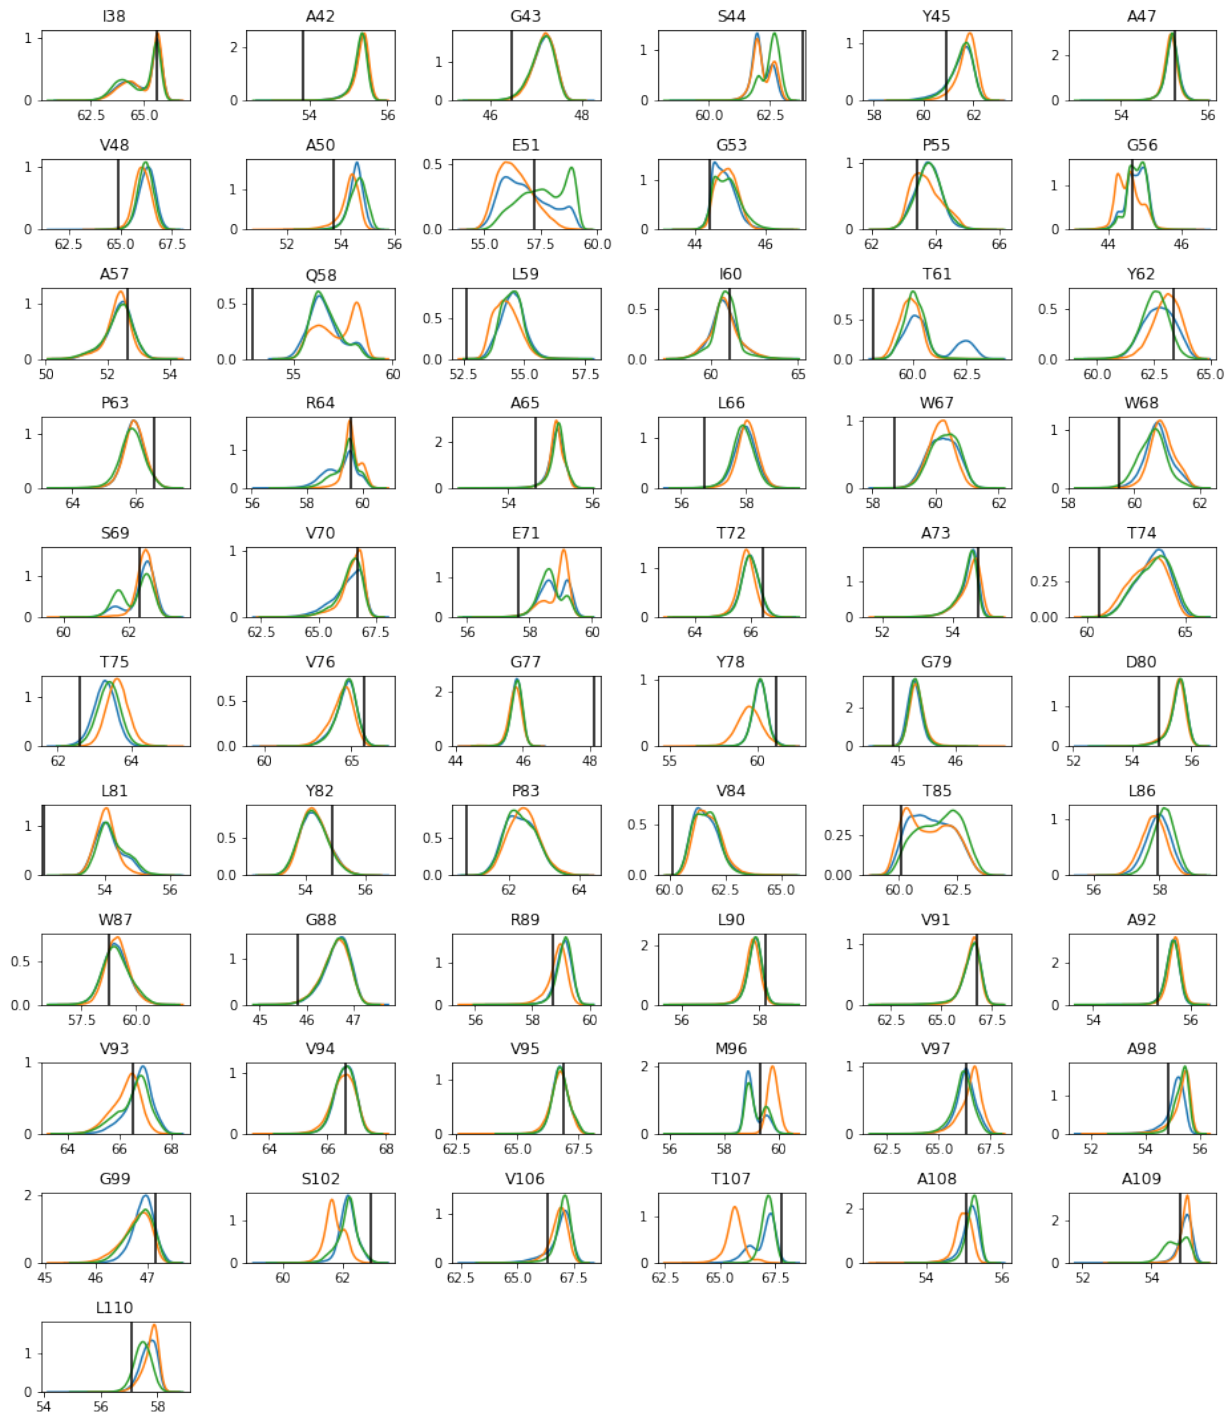 I38 A42 G43 S44 Y45 A47
1 0 2 1 0 1 0 1 0 1 0 2 0
62.5 65.0 54 56 46 48 60.0 62.5 58 60 62 54 56
V48 A50 E51 G53 P55 G56
1 0 1 0 0.5 0.0 1 0 1 0 1 0
62.5 65.0 67.5 52 54 56 55.0 57.5 60.0 44 46 62 64 66 44 46
A57 Q58 L59 I60 T61 Y62
1 0 0.5 0.0 0.5 0.0 0.5 0.0 0.5 0.0 0.5 0.0
50 52 54 55 60 52.5 55.0 57.5 60 65 60.0 62.5 60.0 62.5 65.0
P63 R64 A65 L66 W67 W68
1 0 1 0 2 0 1 0 1 0 1 0
64 66 56 58 60 54 56 56 58 58 60 62 58 60 62
S69 V70 E71 T72 A73 T74
1 0 1 0 1 0 1 0 1 0 0.25 0.00
60 62 62.5 65.0 67.5 56 58 60 64 66 52 54 60 65
T75 V76 G77 Y78 G79 D80
1 0 0.5 0.0 2 0 1 0 2 0 1 0
62 64 60 65 44 46 48 55 60 45 46 52 54 56
L81 Y82 P83 V84 T85 L86
1 0 0.5 0.0 0.5 0.0 0.5 0.0 0.25 0.00 1 0
54 56 54 56 62 64 60.0 62.5 65.0 60.0 62.5 56 58
W87 G88 R89 L90 V91 A92
0.5 0.0 1 0 1 0 2 0 1 0 2 0
57.5 60.0 45 46 47 56 58 60 56 58 62.5 65.0 67.5 54 56
V93 V94 V95 M96 V97 A98
1 0 1 0 1 0 2 0 1 0 1 0
64 66 68 64 66 68 62.5 65.0 67.5 56 58 60 62.5 65.0 67.5 52 54 56
G99 S102 V106 T107 A108 A109
2 1 0 1 0 1 0 1 0 2 0 2 0
45 46 47 60 62 62.5 65.0 67.5 62.5 65.0 67.5 54 56 52 54
L110
1 0
54 56 58